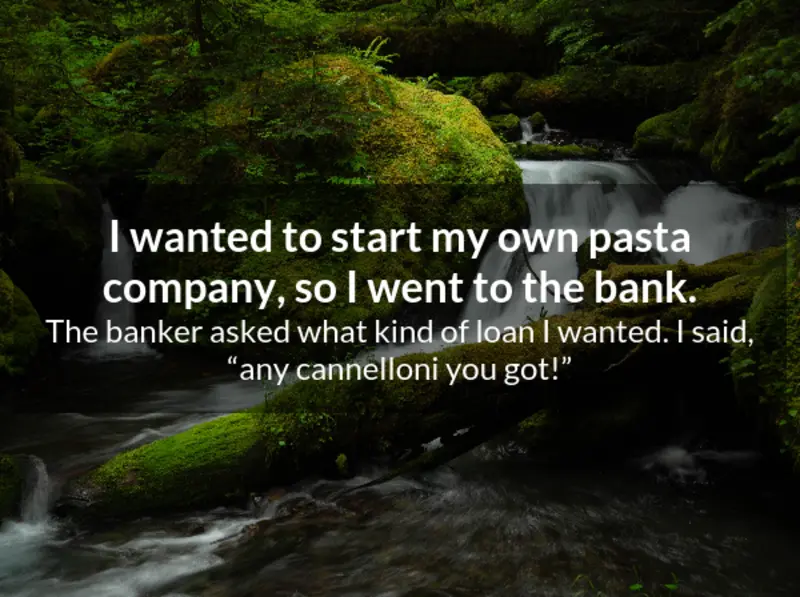 I wanted to start my own pasta
company, so I went to the bank.
The banker asked what kind of loan I wanted. I said,
“any cannelloni you got!”